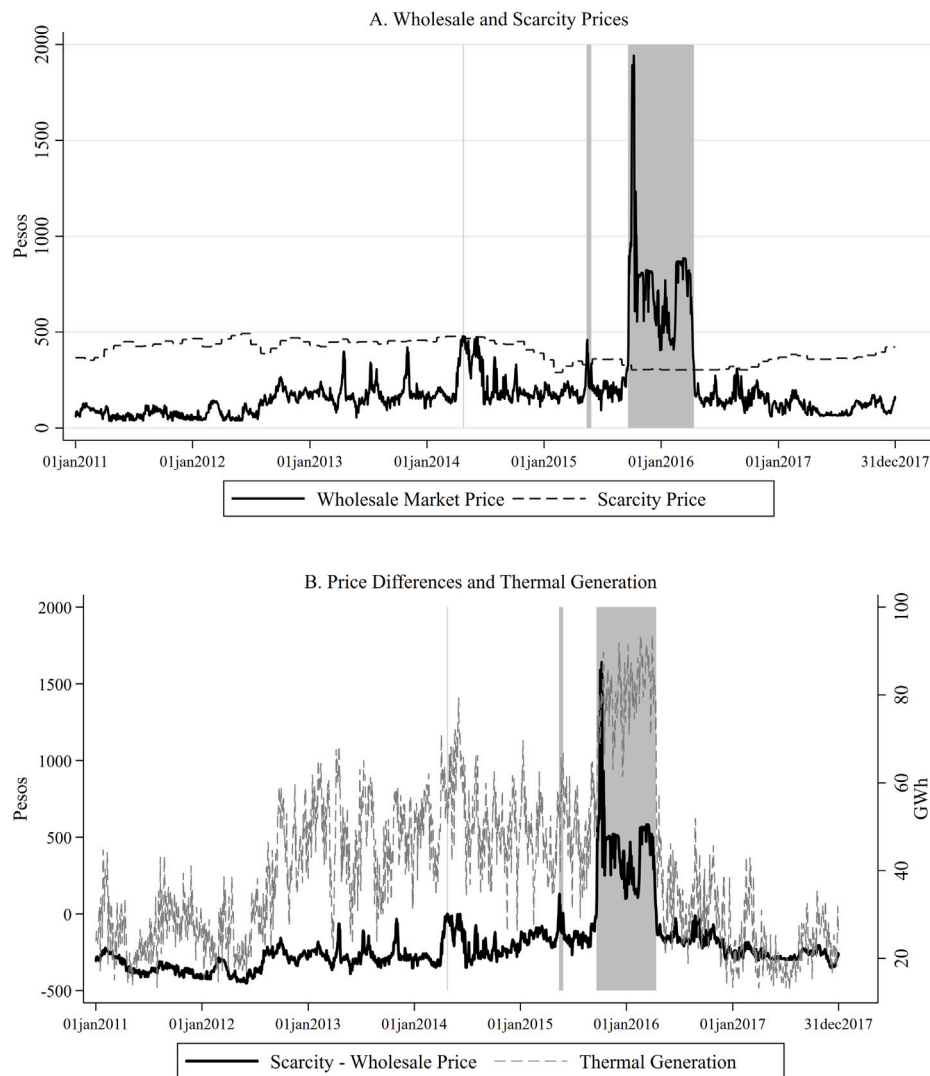 A. Wholesale and Scarcity Prices
2000
1500
1000
500
0
Pesos
01jan2011 01jan2012 01jan2013 01jan2014 01jan2015 01jan2016 01jan2017 31dec2017
Wholesale Market Price Scarcity Price
B. Price Differences and Thermal Generation
2000 100
1500 80
1000 60
500 40
0 20
-500
Pesos
GWh
01jan2011 01jan2012 01jan2013 01jan2014 01jan2015 01jan2016 01jan2017 31dec2017
Scarcity - Wholesale Price Thermal Generation